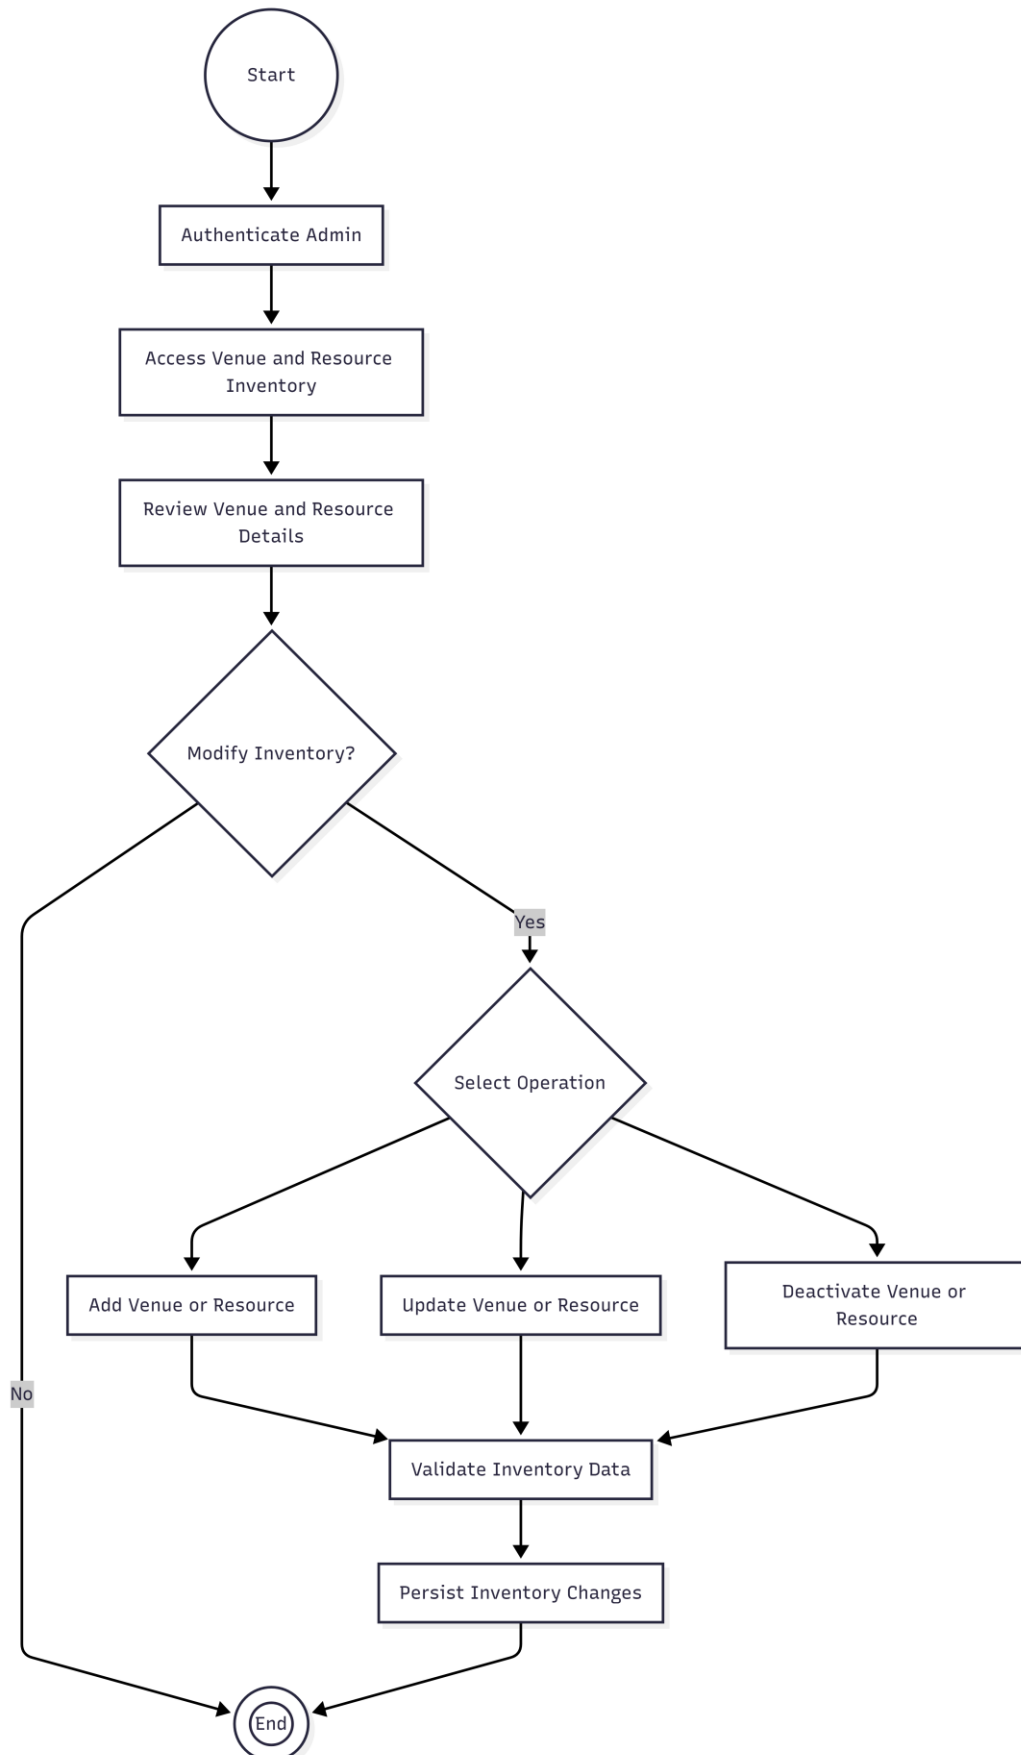 Start
Authenticate Admin
Access Venue and Resource
Inventory
Review Venue and Resource
Details
Modify Inventory?
Yes
Select Operation
Add Venue or Resource
Update Venue or Resource
Deactivate Venue or
Resource
No
Validate Inventory Data
Persist Inventory Changes
End